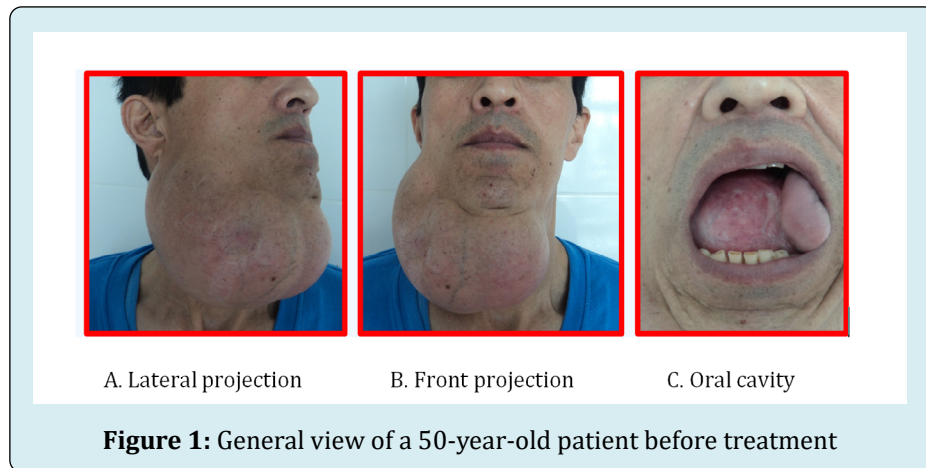 A. Lateral projection
B. Front projection
C. Oral cavity
Figure 1: General view of a 50-year-old patient before treatment